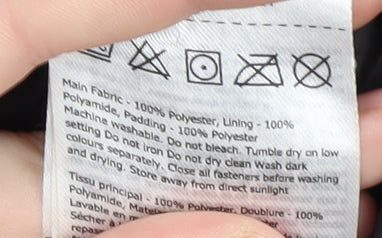 Main Fabric - 100% Polyester, Lining - 100%
Polyamide, Padding - 100% Polyester
Machine washable. Do not bleach. Tumble dry on low
setting Do not iron Do not dry clean Wash dark
colours separately. Close all fasteners before washing
and drying. Store away from direct sunlight
Tissu principal - 100% Polyester, Doublure - 100%
Polyamide,
Lavable en
Sécher à